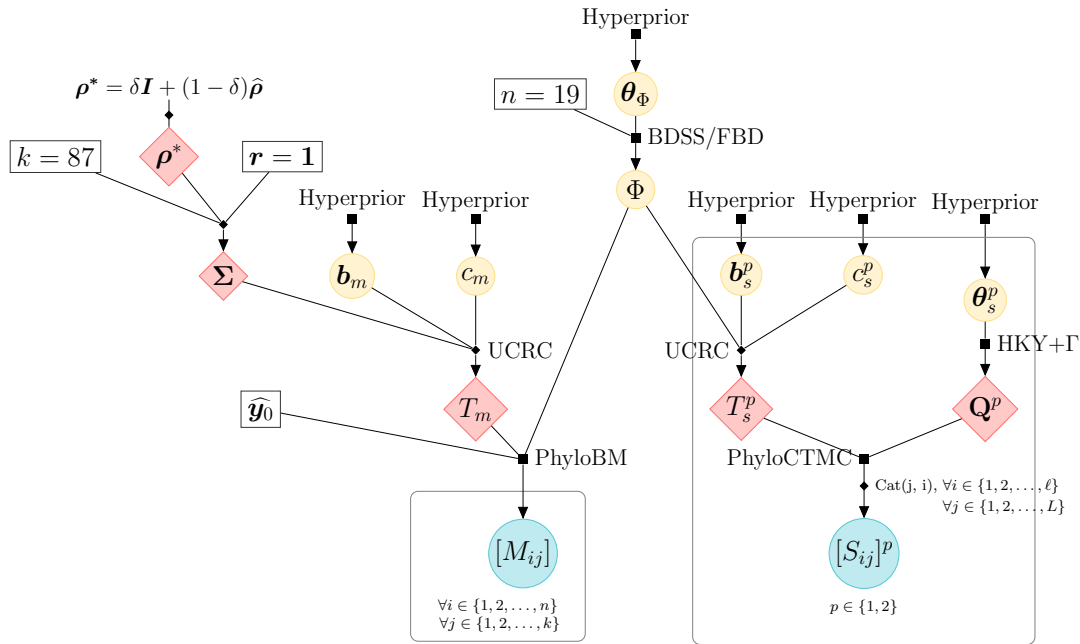 Hyperprior
ρ* = δI + (1 − δ)ρ̂
n = 19
θ_Φ
BDSS/FBD
k = 87
ρ*
r = 1
Φ
Hyperprior
Hyperprior
Hyperprior
Hyperprior
Hyperprior
Σ
b_m
c_m
b_s^p
c_s^p
θ_s^p
UCRC
UCRC
HKY+Γ
ŷ_0
T_m
T_s^p
Q^p
PhyloBM
PhyloCTMC
Cat(j, i), ∀i ∈ {1, 2, . . . , ℓ}
∀j ∈ {1, 2, . . . , L}
[M_ij]
[S_ij]^p
∀i ∈ {1, 2, . . . , n}
∀j ∈ {1, 2, . . . , k}
p ∈ {1, 2}